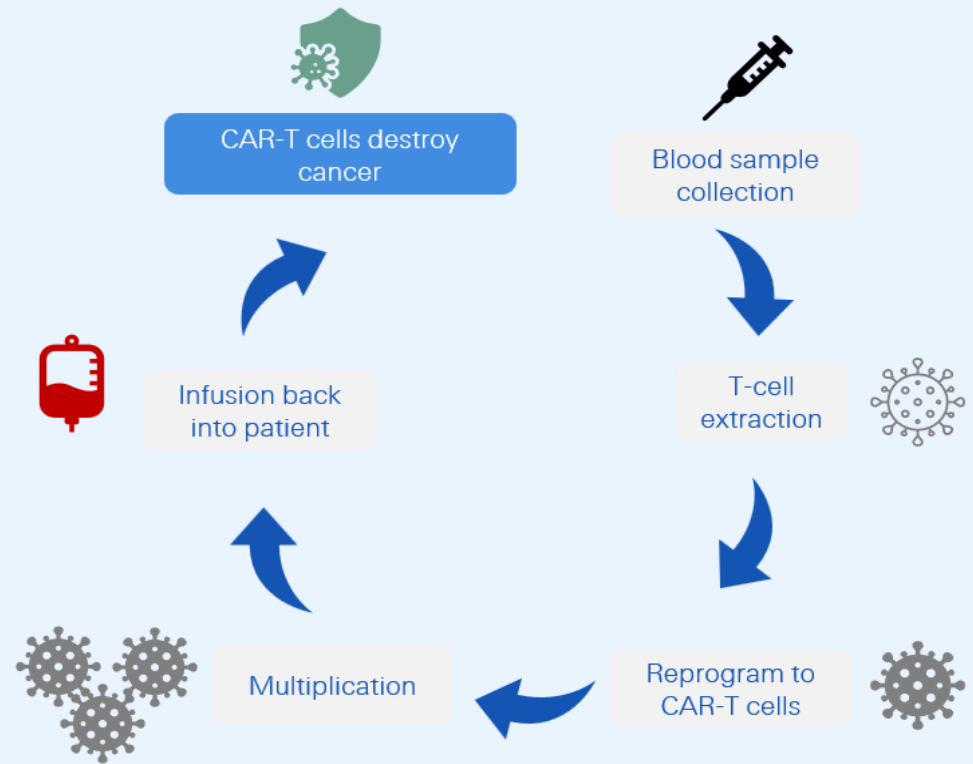 CAR-T cells destroy
cancer
Blood sample
collection
T-cell
extraction
Reprogram to
CAR-T cells
Multiplication
Infusion back
into patient